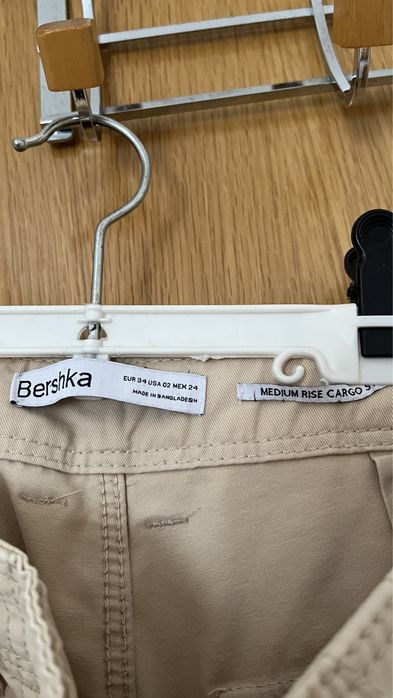 Bershka
EUR 34 USA 02 MEX 24
MADE IN BANGLADESH
MEDIUM RISE CARGO